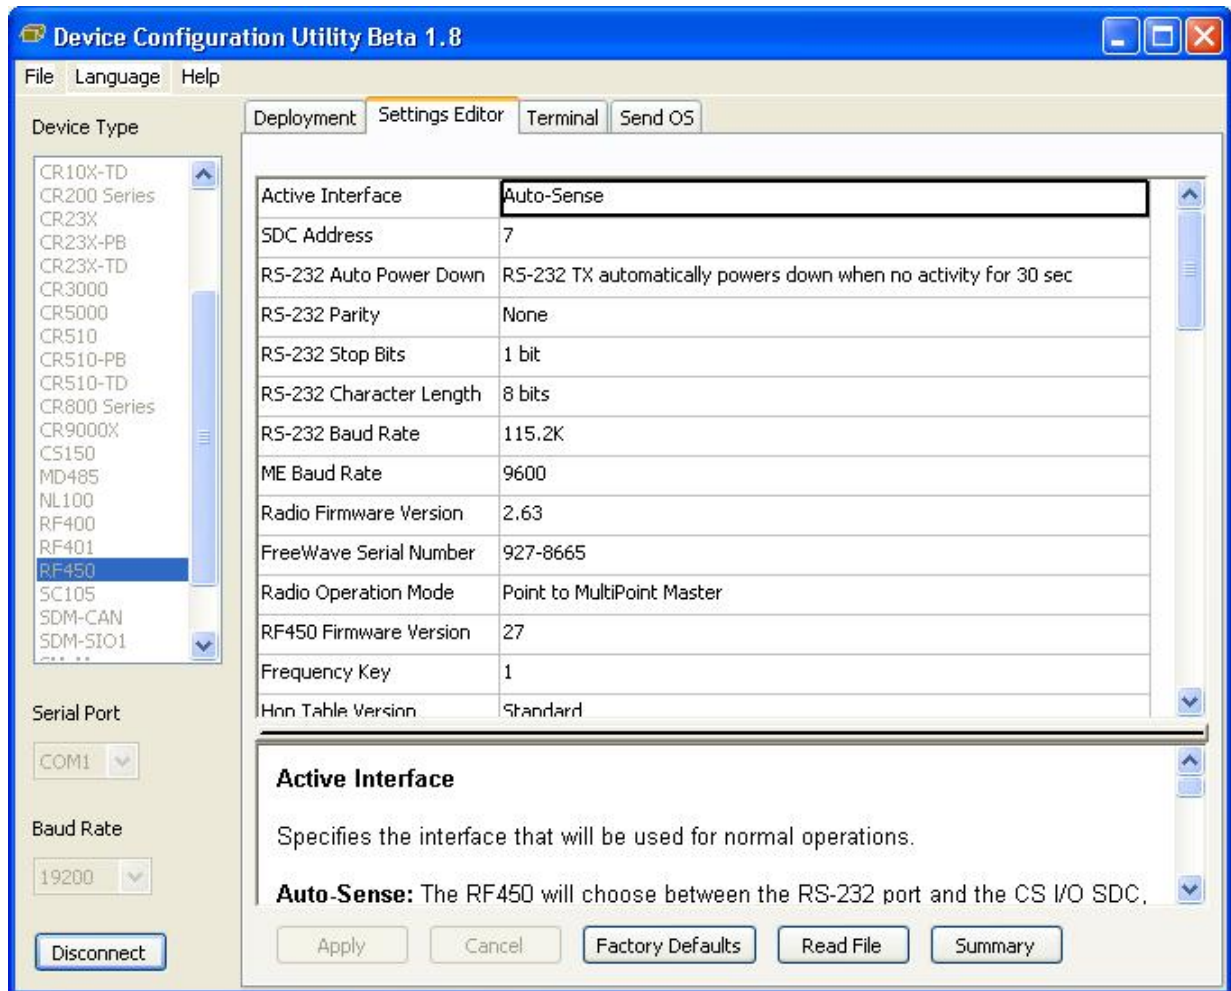 Device Configuration Utility Beta 1.8
File Language Help
Device Type
CR10X-TD
CR200 Series
CR23X
CR23X-PB
CR23X-TD
CR3000
CR5000
CR510
CR510-PB
CR510-TD
CR800 Series
CR9000X
CS150
MD485
NL100
RF400
RF401
RF450
SC105
SDM-CAN
SDM-SIO1
Serial Port
COM1
Baud Rate
19200
Disconnect
Deployment Settings Editor Terminal Send OS
Active Interface Auto-Sense
SDC Address 7
RS-232 Auto Power Down RS-232 TX automatically powers down when no activity for 30 sec
RS-232 Parity None
RS-232 Stop Bits 1 bit
RS-232 Character Length 8 bits
RS-232 Baud Rate 115.2K
ME Baud Rate 9600
Radio Firmware Version 2.63
FreeWave Serial Number 927-8665
Radio Operation Mode Point to MultiPoint Master
RF450 Firmware Version 27
Frequency Key 1
Hop Table Version Standard
Active Interface
Specifies the interface that will be used for normal operations.
Auto-Sense: The RF450 will choose between the RS-232 port and the CS I/O SDC,
Apply Cancel Factory Defaults Read File Summary